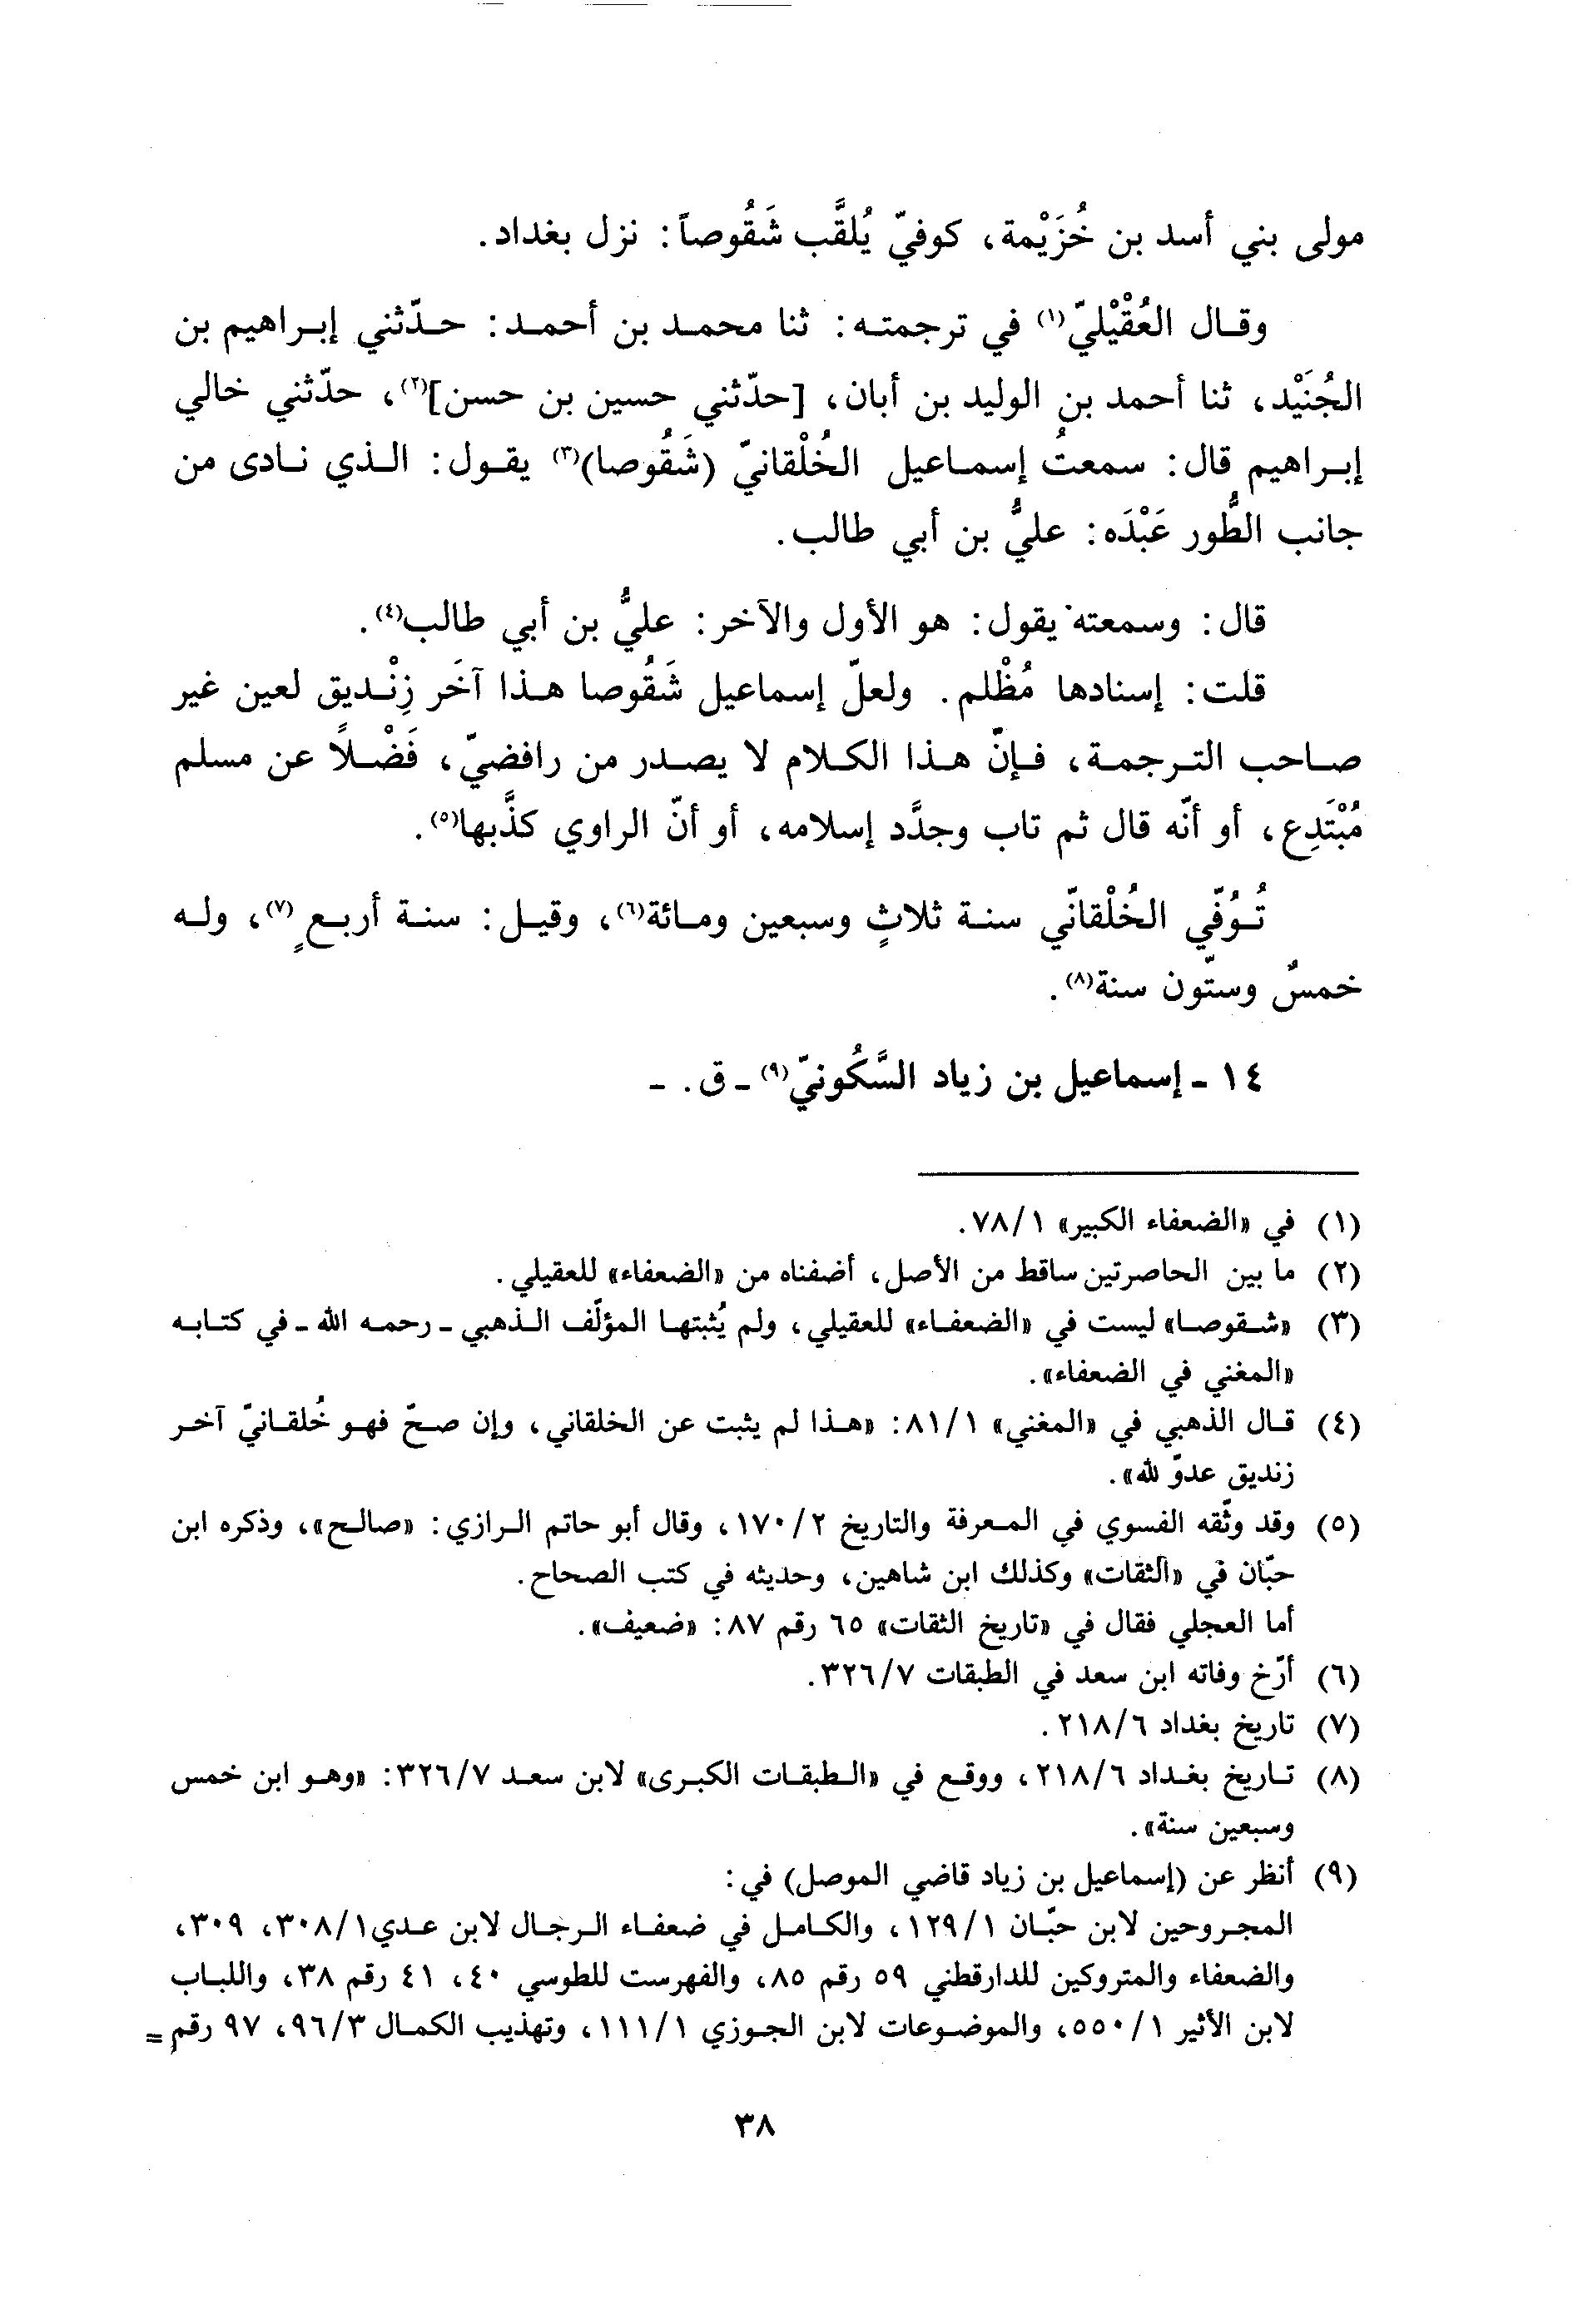 مولى بني أسد بن خُزَيْمة، كوفيّ يُلقَّب شَقُوصاً: نزل بغداد.
وقال العُقْيْليّ(١) في ترجمته: ثنا محمد بن أحمد: حدّثني إبراهيم بن
الجُنَيْد، ثنا أحمد بن الوليد بن أبان، [حدّثني حسين بن حسن](٢)، حدّثني خالي
إبراهيم قال: سمعتُ إسماعيل الخُلْقانيّ (شَقُوصا)(٣) يقول: الذي نادى من
جانب الطُّور عَبْدَه: عليُّ بن أبي طالب.
قال: وسمعته يقول: هو الأول والآخر: عليُّ بن أبي طالب(٤).
قلت: إسنادها مُظْلم. ولعلّ إسماعيل شَقُوصا هذا آخَر زِنْديق لعين غير
صاحب الترجمة، فإنّ هذا الكلام لا يصدر من رافضيّ، فَضْلاً عن مسلم
مُبْتَدِع، أو أنّه قال ثم تاب وجدَّد إسلامه، أو أنّ الراوي كذَّبها(٥).
تُوُفّي الخُلْقانّي سنة ثلاثٍ وسبعين ومائة(٦)، وقيل: سنة أربعٍ(٧)، وله
خمسٌ وستّون سنة(٨).
١٤ - إسماعيل بن زياد السَّكُونيّ(٩) - ق. -
(١) في «الضعفاء الكبير» ٧٨/١.
(٢) ما بين الحاصرتين ساقط من الأصل، أضفناه من «الضعفاء» للعقيلي.
(٣) «شقوصا» ليست في «الضعفاء» للعقيلي، ولم يُثبتها المؤلّف الذهبي - رحمه الله - في كتابه
«المغني في الضعفاء».
(٤) قال الذهبي في «المغني» ٨١/١: «هذا لم يثبت عن الخلقاني، وإن صحّ فهو خُلقانيّ آخر
زنديق عدوّ لله».
(٥) وقد وثّقه الفسوي في المعرفة والتاريخ ١٧٠/٢، وقال أبو حاتم الرازي: «صالح»، وذكره ابن
حبّان في «الثقات» وكذلك ابن شاهين، وحديثه في كتب الصحاح.
أما العجلي فقال في «تاريخ الثقات» ٦٥ رقم ٨٧: «ضعيف».
(٦) أرّخ وفاته ابن سعد في الطبقات ٣٢٦/٧.
(٧) تاريخ بغداد ٢١٨/٦.
(٨) تاريخ بغداد ٢١٨/٦، ووقع في «الطبقات الكبرى» لابن سعد ٣٢٦/٧: «وهو ابن خمس
وسبعين سنة».
(٩) أنظر عن (إسماعيل بن زياد قاضي الموصل) في:
المجروحين لابن حبّان ١٢٩/١، والكامل في ضعفاء الرجال لابن عدي ٣٠٨/١، ٣٠٩،
والضعفاء والمتروكين للدارقطني ٥٩ رقم ٨٥، والفهرست للطوسي ٤٠، ٤١ رقم ٣٨، واللباب
لابن الأثير ٥٥٠/١، والموضوعات لابن الجوزي ١١١/١، وتهذيب الكمال ٩٦/٣، ٩٧ رقم =
٣٨